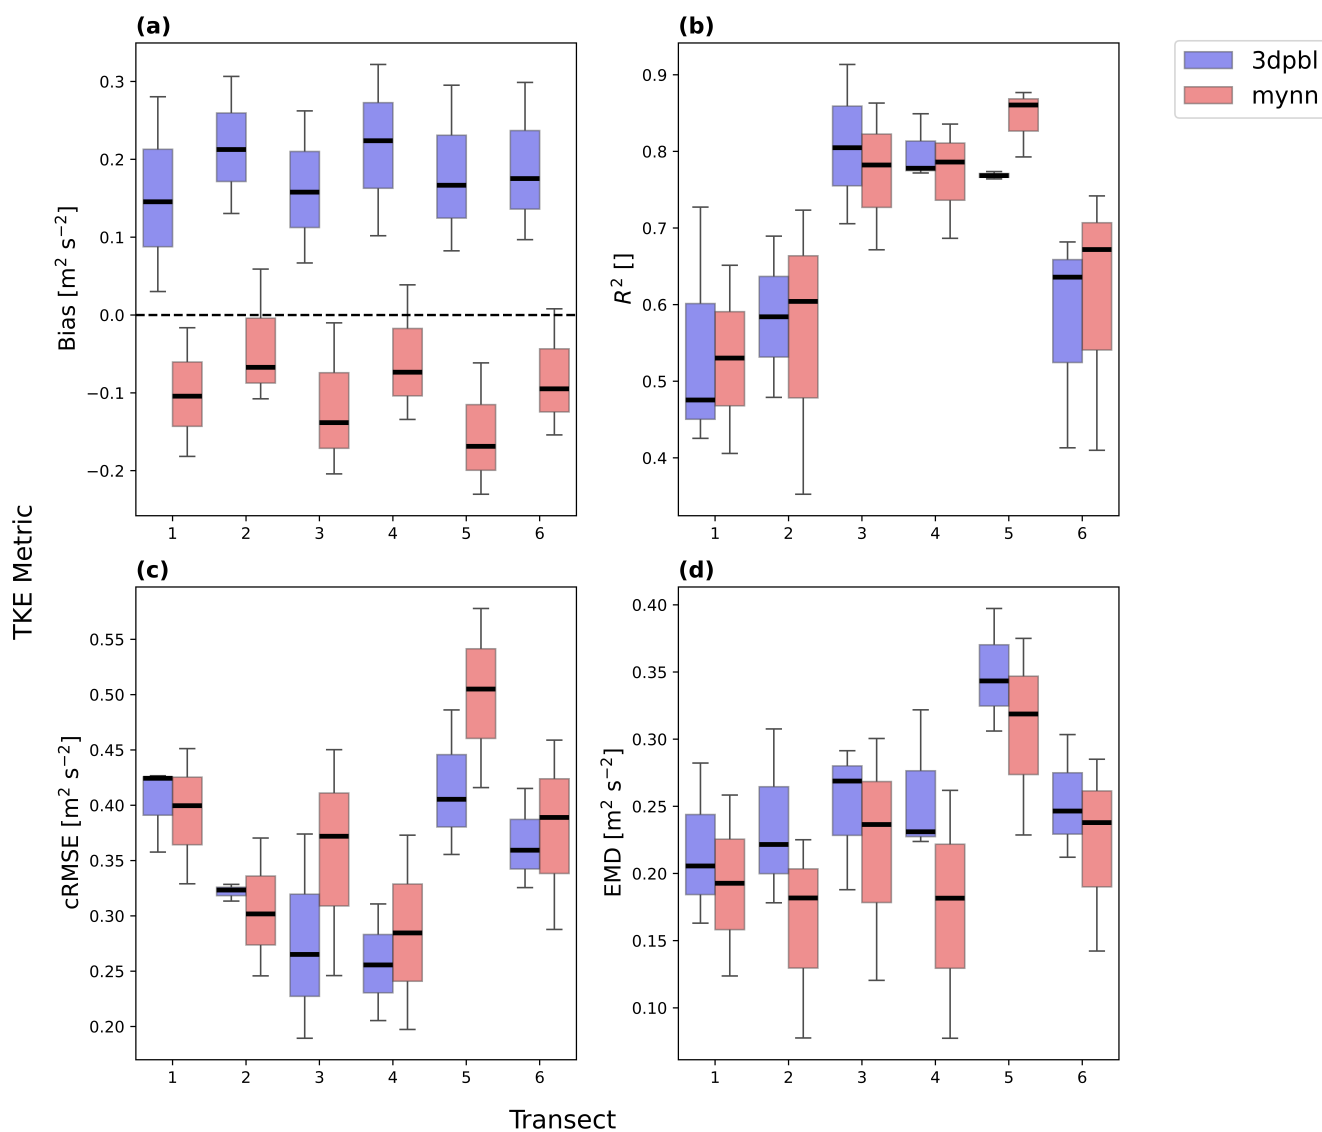 (a)
(b)
3dpbl
mynn
Bias [m² s⁻²]
0.3
0.2
0.1
0.0
−0.1
−0.2
1 2 3 4 5 6
R² []
0.9
0.8
0.7
0.6
0.5
0.4
1 2 3 4 5 6
TKE Metric
(c)
(d)
cRMSE [m² s⁻²]
0.55
0.50
0.45
0.40
0.35
0.30
0.25
0.20
1 2 3 4 5 6
EMD [m² s⁻²]
0.40
0.35
0.30
0.25
0.20
0.15
0.10
1 2 3 4 5 6
Transect